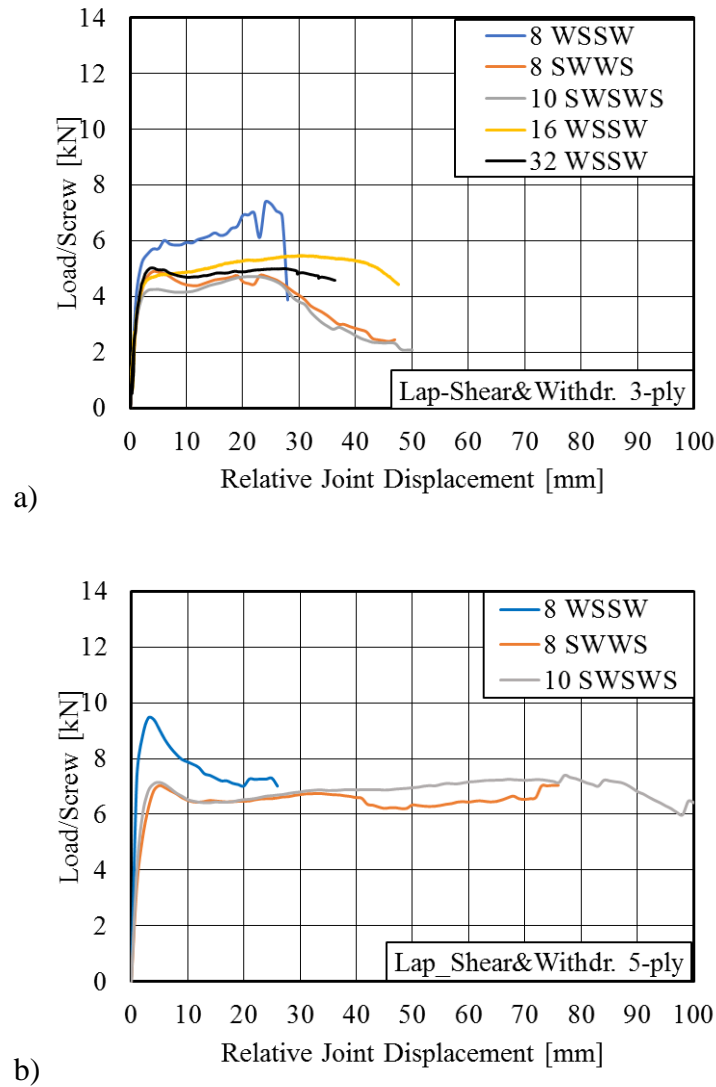 14
12
10
8
6
4
2
0
Load/Screw [kN]
8 WSSW
8 SWWS
10 SWSWS
16 WSSW
32 WSSW
Lap-Shear&Withdr. 3-ply
0 10 20 30 40 50 60 70 80 90 100
Relative Joint Displacement [mm]
a)
14
12
10
8
6
4
2
0
Load/Screw [kN]
8 WSSW
8 SWWS
10 SWSWS
Lap_Shear&Withdr. 5-ply
0 10 20 30 40 50 60 70 80 90 100
Relative Joint Displacement [mm]
b)